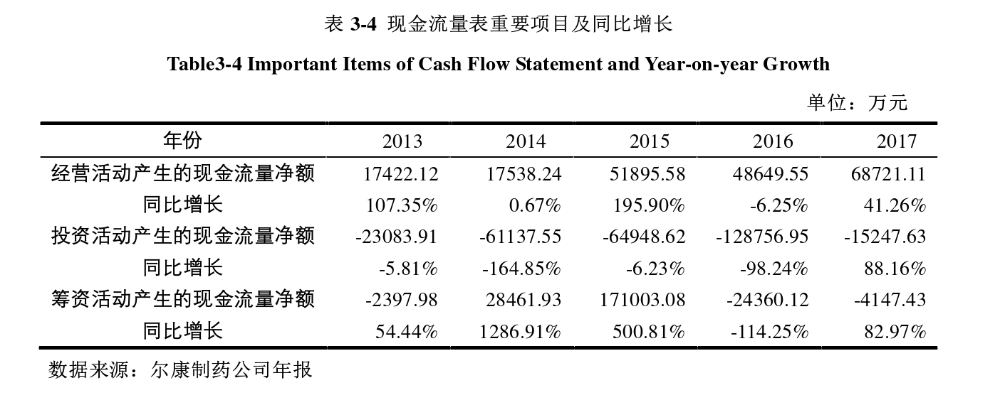 表 3-4 现金流量表重要项目及同比增长
Table3-4 Important Items of Cash Flow Statement and Year-on-year Growth
单位：万元
年份 2013 2014 2015 2016 2017
经营活动产生的现金流量净额 17422.12 17538.24 51895.58 48649.55 68721.11
同比增长 107.35% 0.67% 195.90% -6.25% 41.26%
投资活动产生的现金流量净额 -23083.91 -61137.55 -64948.62 -128756.95 -15247.63
同比增长 -5.81% -164.85% -6.23% -98.24% 88.16%
筹资活动产生的现金流量净额 -2397.98 28461.93 171003.08 -24360.12 -4147.43
同比增长 54.44% 1286.91% 500.81% -114.25% 82.97%
数据来源：尔康制药公司年报